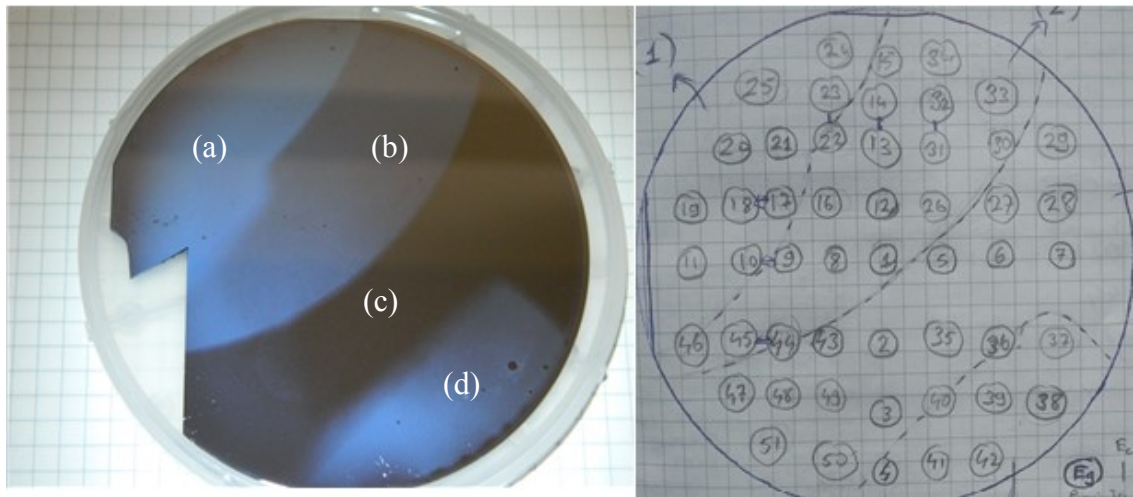 (a)
(b)
(c)
(d)
1)
(2)
24 15 34
25 23 14 32 33
20 21 22 13 31 30 29
19 18 17 16 12 26 27 28
11 10 9 8 1 5 6 7
46 45 44 43 2 35 36 37
47 48 49 3 40 39 38
51 50 4 41 42
Eg